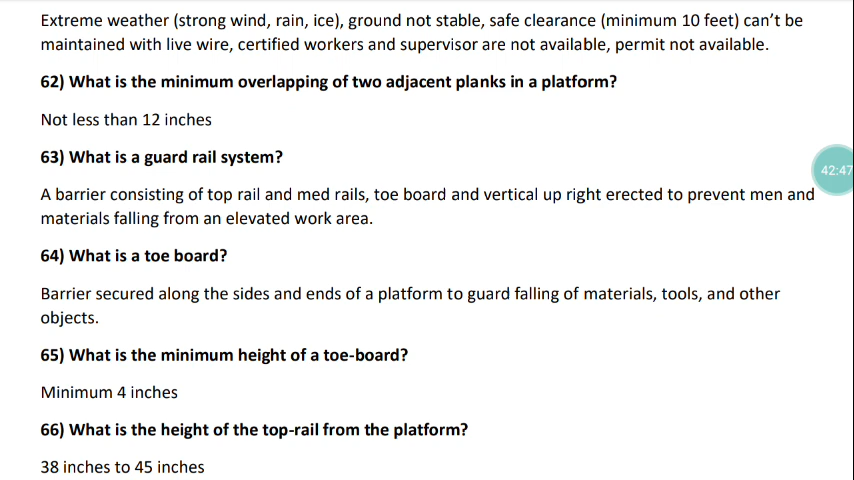 Extreme weather (strong wind, rain, ice), ground not stable, safe clearance (minimum 10 feet) can’t be
maintained with live wire, certified workers and supervisor are not available, permit not available.
62) What is the minimum overlapping of two adjacent planks in a platform?
Not less than 12 inches
63) What is a guard rail system?
42:47
A barrier consisting of top rail and med rails, toe board and vertical up right erected to prevent men and
materials falling from an elevated work area.
64) What is a toe board?
Barrier secured along the sides and ends of a platform to guard falling of materials, tools, and other
objects.
65) What is the minimum height of a toe-board?
Minimum 4 inches
66) What is the height of the top-rail from the platform?
38 inches to 45 inches